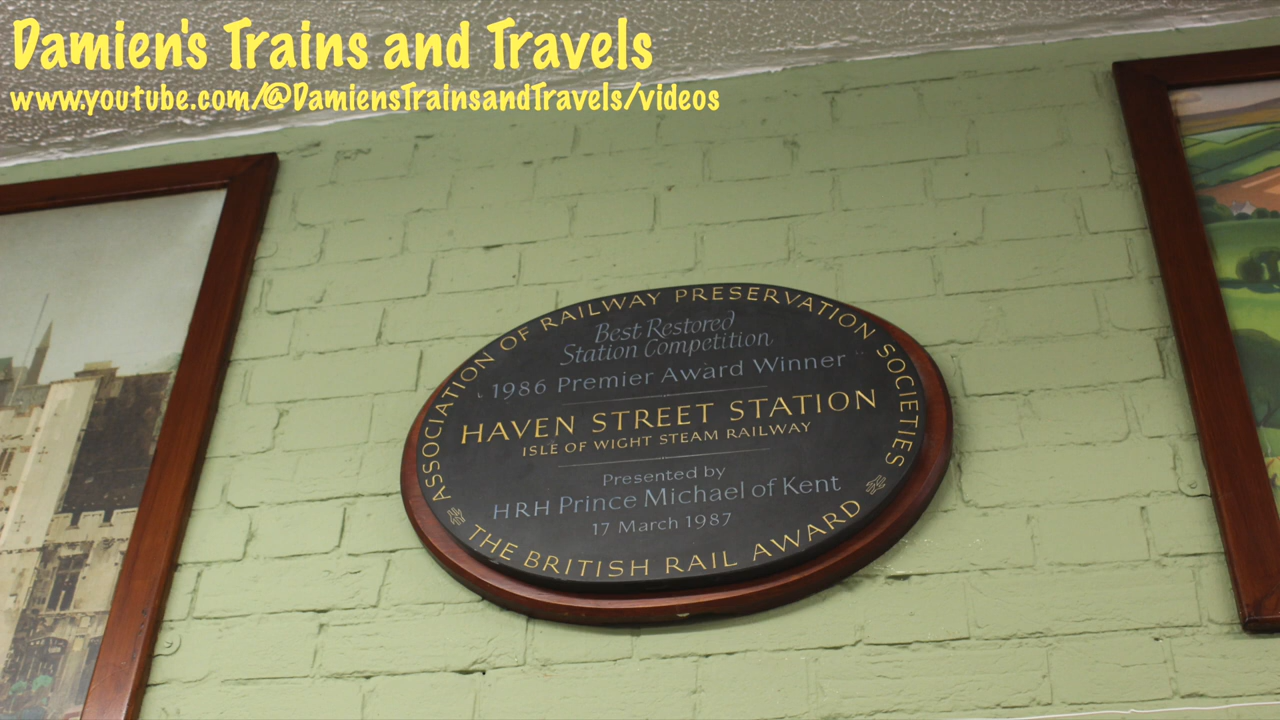 Damien's Trains and Travels
www.youtube.com/@DamiensTrainsandTravels/videos
ASSOCIATION OF RAILWAY PRESERVATION SOCIETIES
Best Restored
Station Competition
1986 Premier Award Winner
HAVEN STREET STATION
ISLE OF WIGHT STEAM RAILWAY
Presented by
HRH Prince Michael of Kent
17 March 1987
THE BRITISH RAIL AWARD